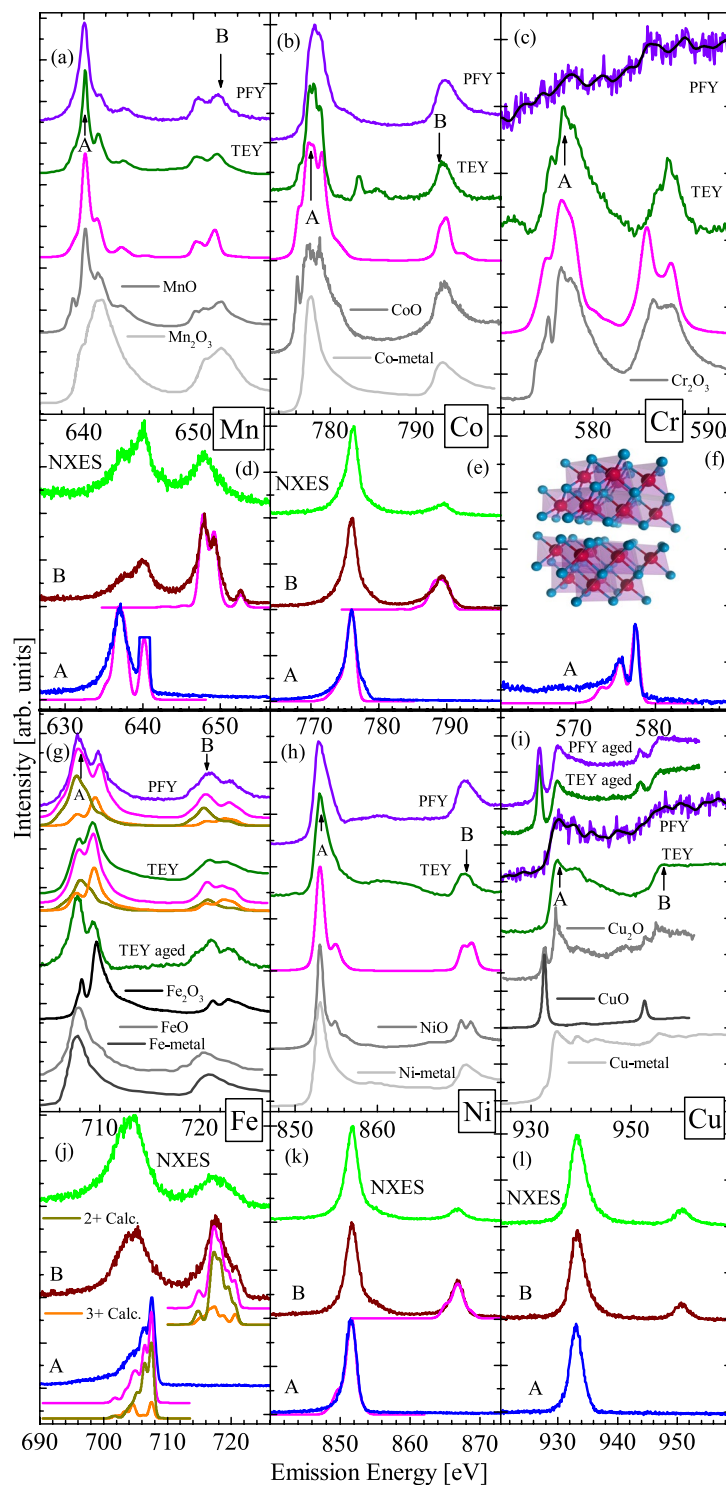 (a)
B
PFY
A
TEY
MnO
Mn2O3
(b)
PFY
B
TEY
A
CoO
Co-metal
(c)
PFY
A
TEY
Cr2O3
640 650
Mn
780 790
Co
580 590
Cr
NXES
(d)
B
A
(e)
NXES
B
A
(f)
A
630 640 650
770 780 790
570 580
Intensity [arb. units]
(g)
B
A
PFY
TEY
TEY aged
Fe2O3
FeO
Fe-metal
(h)
PFY
A
B
TEY
NiO
Ni-metal
(i)
PFY aged
TEY aged
PFY
TEY
A
B
Cu2O
CuO
Cu-metal
710 720
Fe
850 860
Ni
930 950
Cu
(j)
NXES
2+ Calc.
B
3+ Calc.
A
(k)
NXES
B
A
(l)
NXES
B
A
690 700 710 720
850 860 870
930 940 950
Emission Energy [eV]